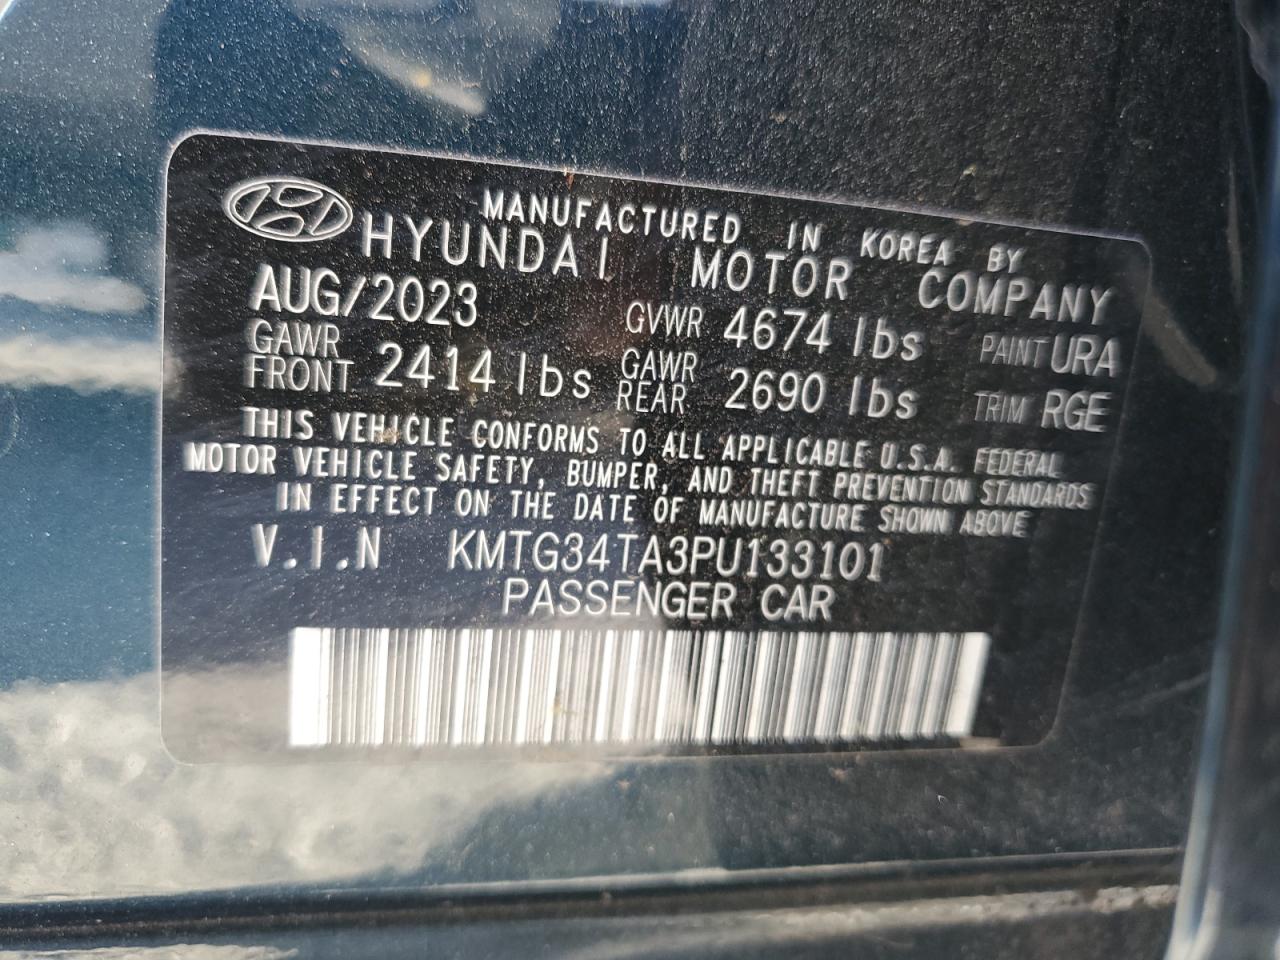 MANUFACTURED IN KOREA BY
HYUNDAI MOTOR COMPANY
AUG/2023 GVWR 4674 lbs PAINT URA
GAWR FRONT 2414 lbs GAWR REAR 2690 lbs TRIM RGE
THIS VEHICLE CONFORMS TO ALL APPLICABLE U.S.A. FEDERAL
MOTOR VEHICLE SAFETY, BUMPER, AND THEFT PREVENTION STANDARDS
IN EFFECT ON THE DATE OF MANUFACTURE SHOWN ABOVE
V.I.N KMTG34TA3PU133101
PASSENGER CAR